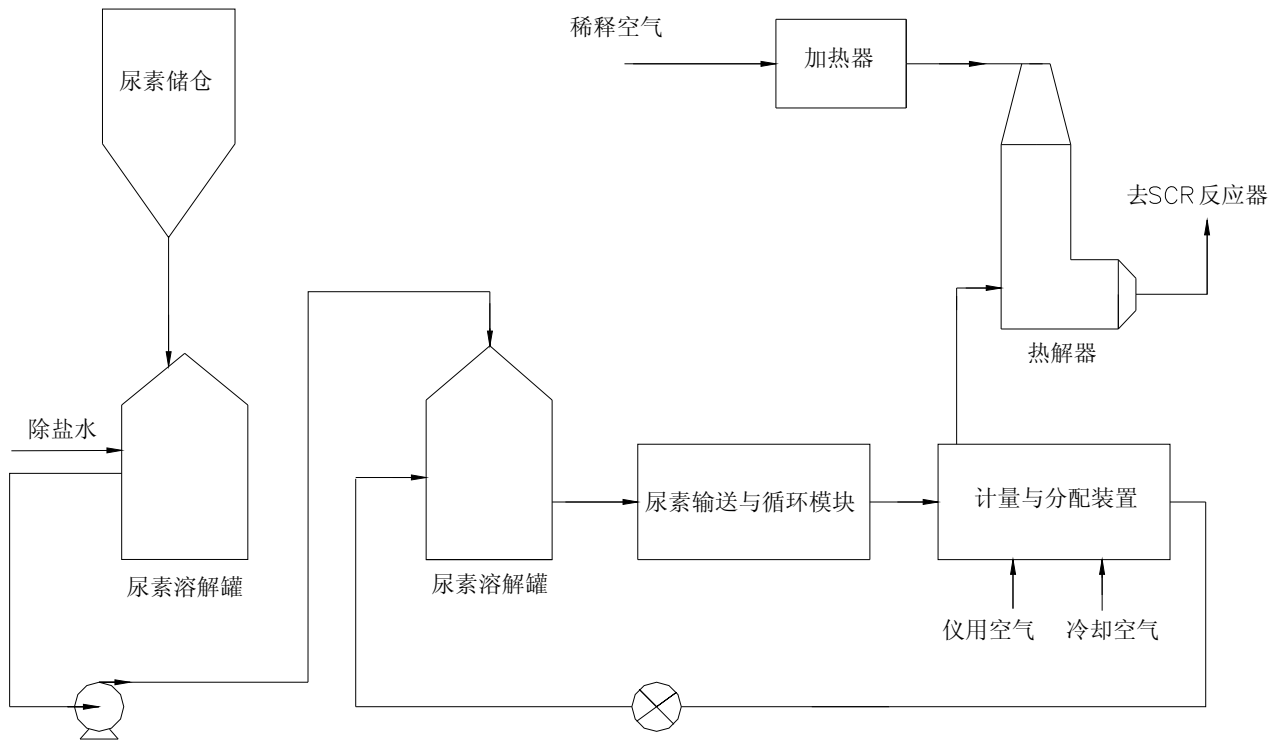 稀释空气
加热器
尿素储仓
去SCR反应器
热解器
除盐水
尿素输送与循环模块
计量与分配装置
尿素溶解罐
尿素溶解罐
仪用空气
冷却空气